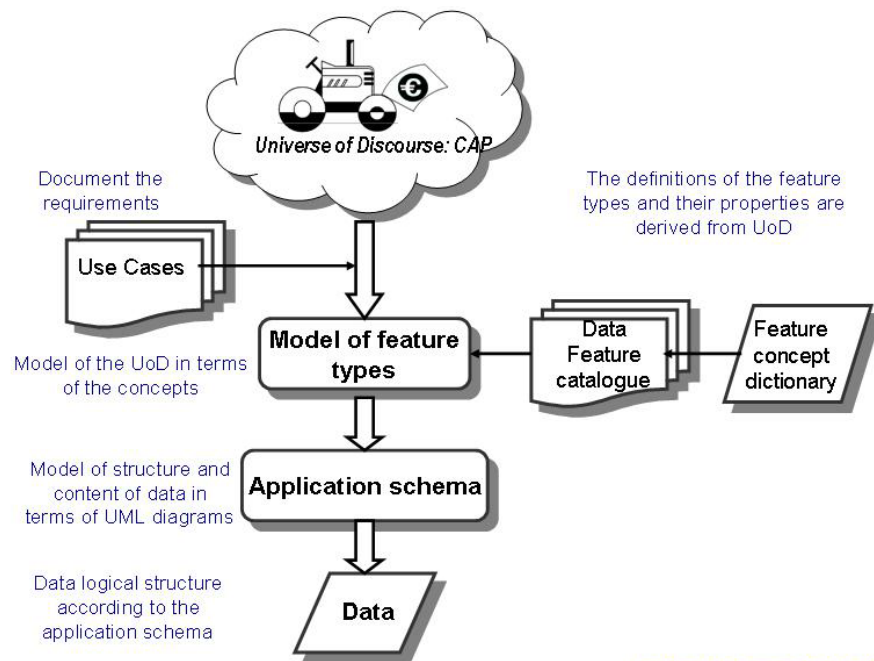 €
Universe of Discourse: CAP
Document the
requirements
The definitions of the feature
types and their properties are
derived from UoD
Use Cases
Model of feature
types
Data
Feature
catalogue
Feature
concept
dictionary
Model of the UoD in terms
of the concepts
Model of structure and
content of data in
terms of UML diagrams
Application schema
Data logical structure
according to the
application schema
Data